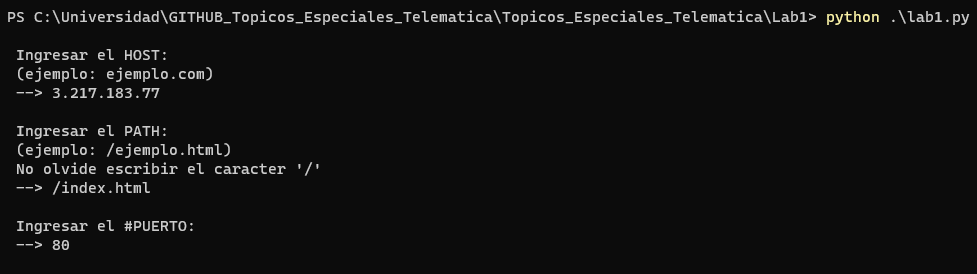 PS C:\Universidad\GITHUB_Topicos_Especiales_Telematica\Topicos_Especiales_Telematica\Lab1> python .\lab1.py
Ingresar el HOST:
(ejemplo: ejemplo.com)
--> 3.217.183.77
Ingresar el PATH:
(ejemplo: /ejemplo.html)
No olvide escribir el caracter '/'
--> /index.html
Ingresar el #PUERTO:
--> 80